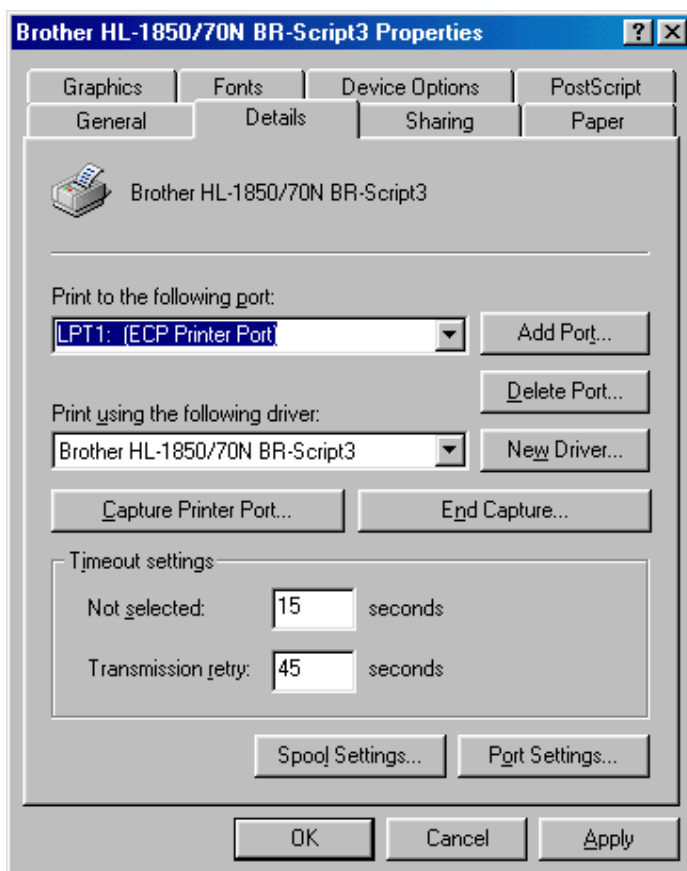 Brother HL-1850/70N BR-Script3 Properties
Graphics Fonts Device Options PostScript
General Details Sharing Paper
Brother HL-1850/70N BR-Script3
Print to the following port:
LPT1: (ECP Printer Port) Add Port...
Delete Port...
Print using the following driver:
Brother HL-1850/70N BR-Script3 New Driver...
Capture Printer Port... End Capture...
Timeout settings
Not selected: 15 seconds
Transmission retry: 45 seconds
Spool Settings... Port Settings...
OK Cancel Apply